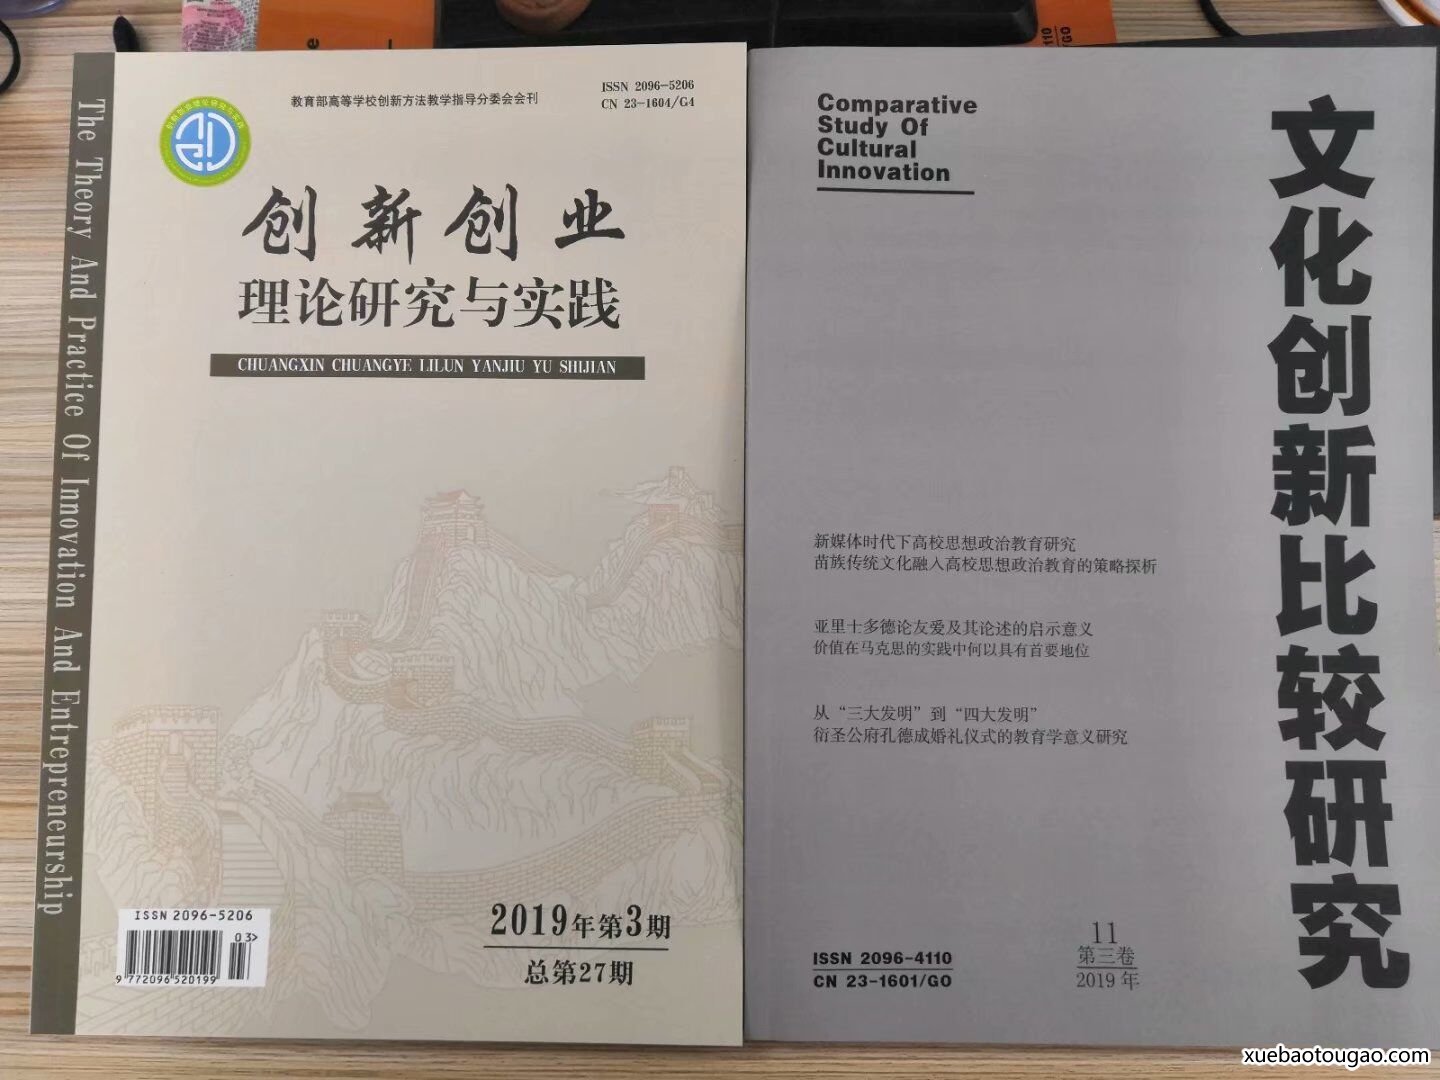 教育部高等学校创新方法教学指导分委会会刊
ISSN 2096-5206
CN 23-1604/G4
创新创业
理论研究与实践
CHUANGXIN CHUANGYE LILUN YANJIU YU SHIJIAN
The Theory And Practice Of Innovation And Entrepreneurship
2019年第3期
总第27期
ISSN 2096-5206
03>
9 772096 520199
Comparative
Study Of
Cultural
Innovation
文化创新比较研究
新媒体时代下高校思想政治教育研究
苗族传统文化融入高校思想政治教育的策略探析
亚里士多德论友爱及其论述的启示意义
价值在马克思的实践中何以具有首要地位
从“三大发明”到“四大发明”
衍圣公府孔德成婚礼仪式的教育学意义研究
ISSN 2096-4110
CN 23-1601/GO
11
第三卷
2019 年
110
/GO
xuebaotougao.com